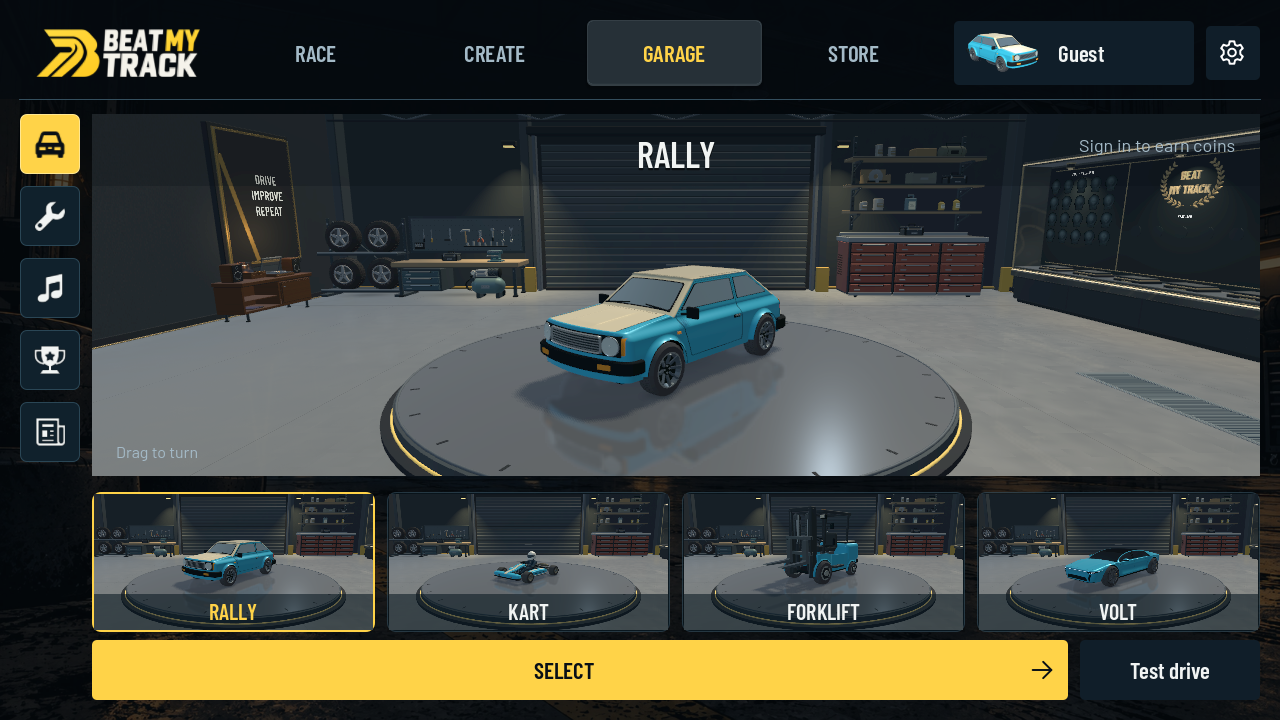 BEAT MY TRACK
RACE
CREATE
GARAGE
STORE
Guest
RALLY
Sign in to earn coins
DRIVE
IMPROVE
REPEAT
BEAT
MY TRACK
Drag to turn
RALLY
KART
FORKLIFT
VOLT
SELECT
Test drive